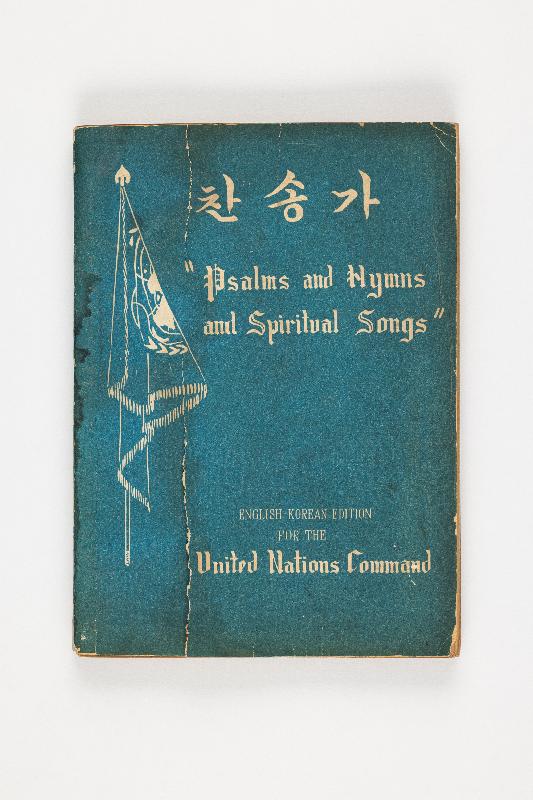 찬송가
"Psalms and Hymns
and Spiritual Songs"
ENGLISH-KOREAN EDITION
FOR THE
United Nations Command